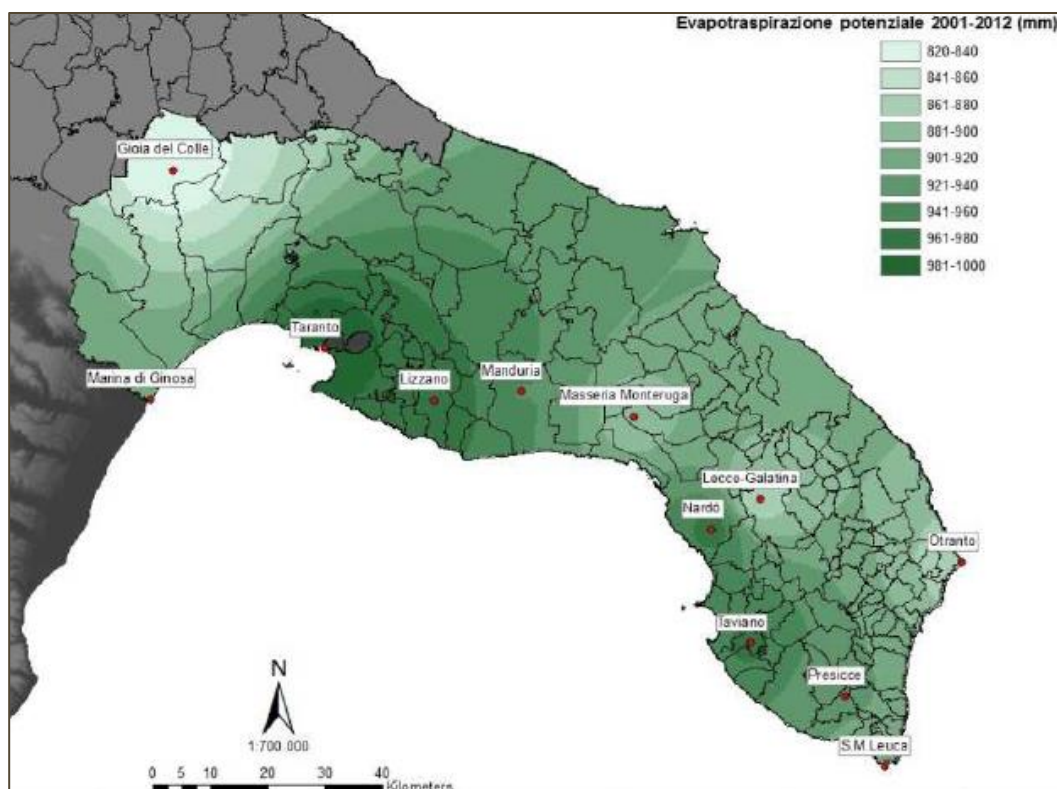 Evapotraspirazione potenziale 2001-2012 (mm)
820-840
841-860
861-880
881-900
901-920
921-940
941-960
961-980
981-1000
Gioia del Colle
Taranto
Marina di Ginosa
Lizzano
Manduria
Masseria Monteruga
Lecce-Galatina
Nardò
Otranto
Taviano
Presicce
S.M.Leuca
N
1:700 000
0 5 10 20 30 40
Kilometers